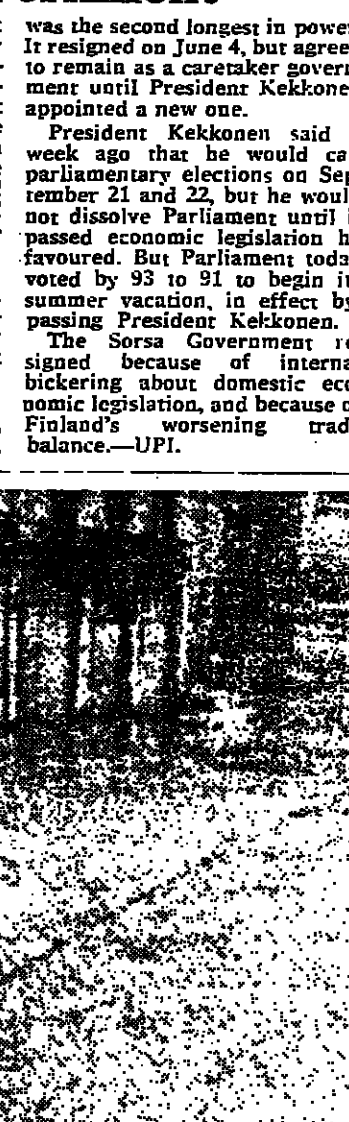 was the second longest in power
It resigned on June 4, but agree
to remain as a caretaker govern
ment until President Kekkone
appointed a new one.
President Kekkonen said
week ago that he would ca
parliamentary elections on Sep
tember 21 and 22, but he woul
not dissolve Parliament until i
passed economic legislation h
favoured. But Parliament toda
voted by 93 to 91 to begin it
summer vacation, in effect by
passing President Kekkonen.
The Sorsa Government re
signed because of interna
bickering about domestic eco
nomic legislation, and because o
Finland's worsening trad
balance.—UPI.